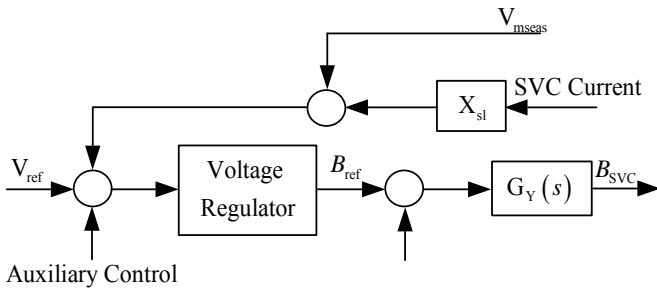 V_mseas
SVC Current
X_sl
V_ref
Voltage
Regulator
B_ref
G_Y(s)
B_SVC
Auxiliary Control